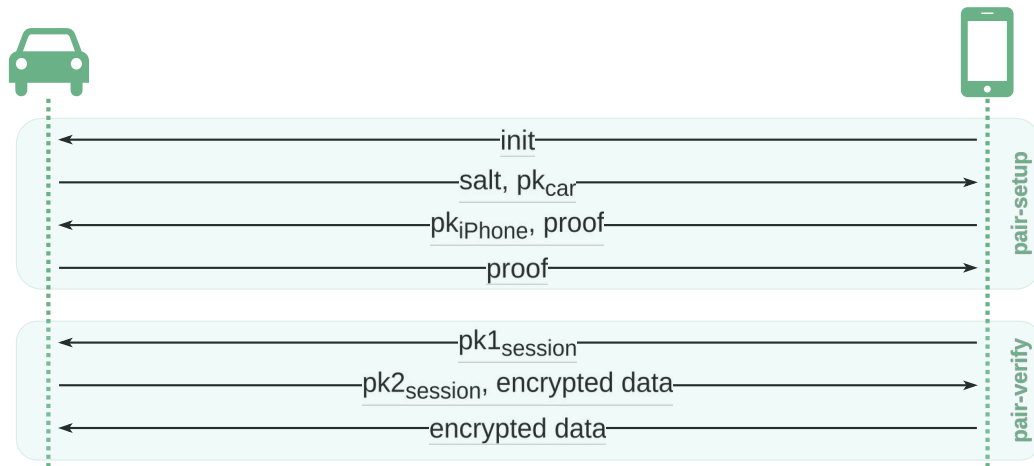 init
salt, pk_car
pk_iPhone, proof
proof
pair-setup
pk1_session
pk2_session, encrypted data
encrypted data
pair-verify